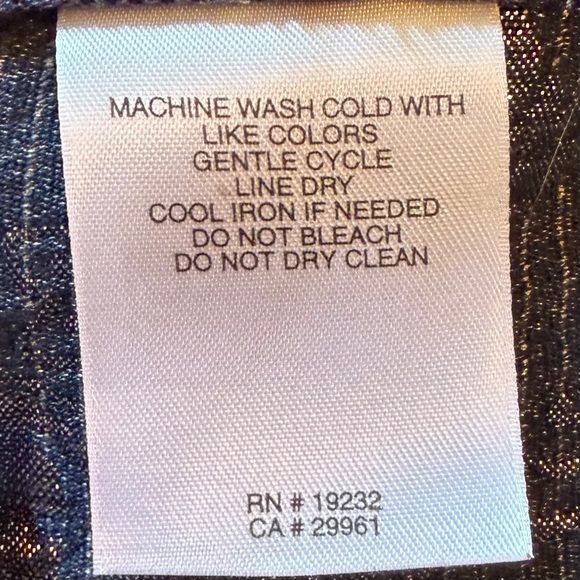 MACHINE WASH COLD WITH
LIKE COLORS
GENTLE CYCLE
LINE DRY
COOL IRON IF NEEDED
DO NOT BLEACH
DO NOT DRY CLEAN
RN # 19232
CA # 29961